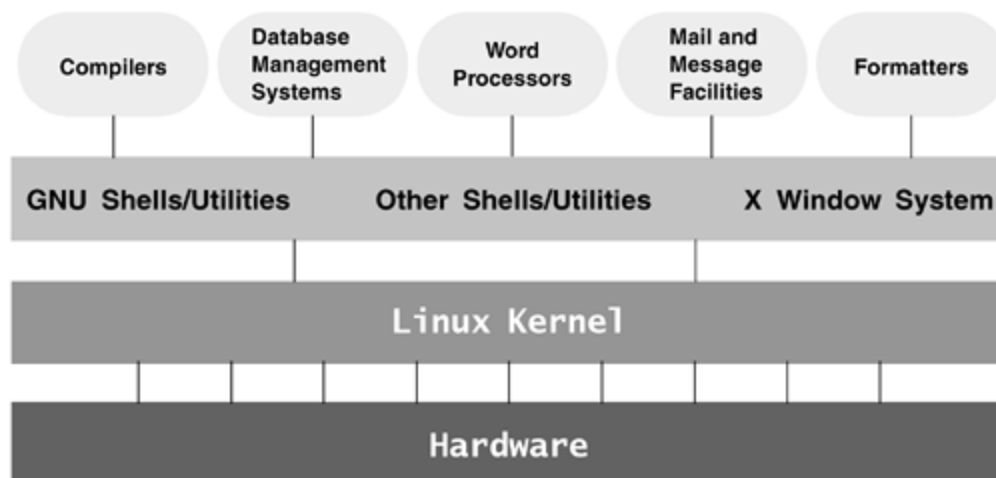 Compilers
Database
Management
Systems
Word
Processors
Mail and
Message
Facilities
Formatters
GNU Shells/Utilities Other Shells/Utilities X Window System
Linux Kernel
Hardware